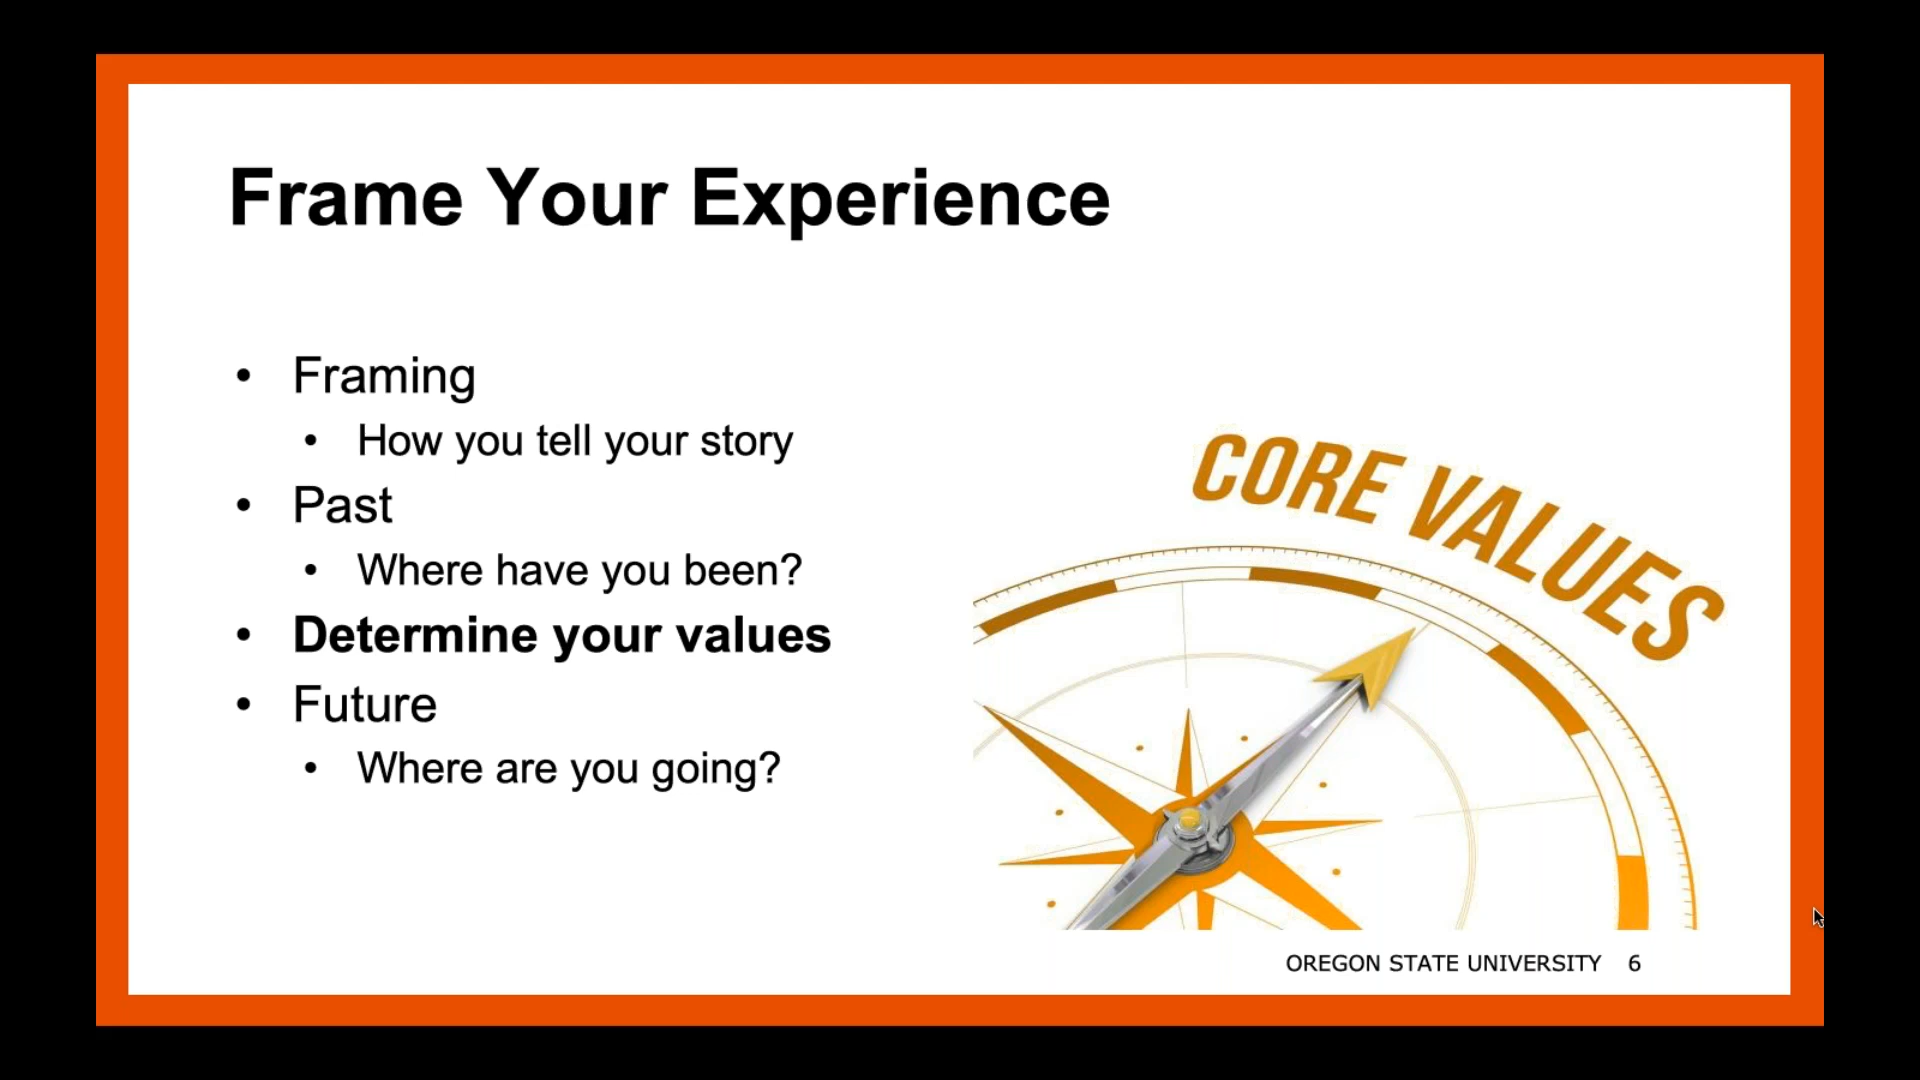 Frame Your Experience
• Framing
• How you tell your story
• Past
• Where have you been?
• Determine your values
• Future
• Where are you going?
CORE VALUES
OREGON STATE UNIVERSITY 6